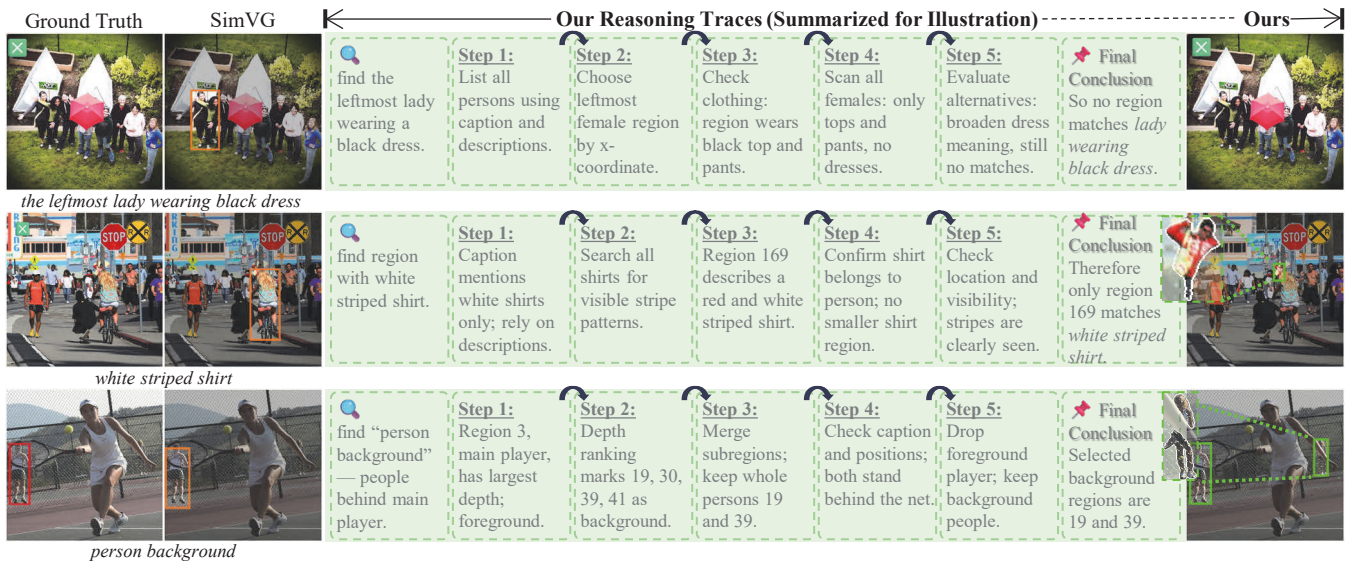 Ground Truth
SimVG
Our Reasoning Traces (Summarized for Illustration)
Ours
find the
leftmost lady
wearing a
black dress.
Step 1:
List all
persons using
caption and
descriptions.
Step 2:
Choose
leftmost
female region
by x-
coordinate.
Step 3:
Check
clothing:
region wears
black top and
pants.
Step 4:
Scan all
females: only
tops and
pants, no
dresses.
Step 5:
Evaluate
alternatives:
broaden dress
meaning, still
no matches.
Final
Conclusion
So no region
matches lady
wearing
black dress.
the leftmost lady wearing black dress
STOP
STOP
find region
with white
striped shirt.
Step 1:
Caption
mentions
white shirts
only; rely on
descriptions.
Step 2:
Search all
shirts for
visible stripe
patterns.
Step 3:
Region 169
describes a
red and white
striped shirt.
Step 4:
Confirm shirt
belongs to
person; no
smaller shirt
region.
Step 5:
Check
location and
visibility;
stripes are
clearly seen.
Final
Conclusion
Therefore
only region
169 matches
white striped
shirt.
STOP
white striped shirt
find “person
background”
— people
behind main
player.
Step 1:
Region 3,
main player,
has largest
depth;
foreground.
Step 2:
Depth
ranking
marks 19, 30,
39, 41 as
background.
Step 3:
Merge
subregions;
keep whole
persons 19
and 39.
Step 4:
Check caption
and positions;
both stand
behind the net.
Step 5:
Drop
foreground
player; keep
background
people.
Final
Conclusion
Selected
background
regions are
19 and 39.
person background